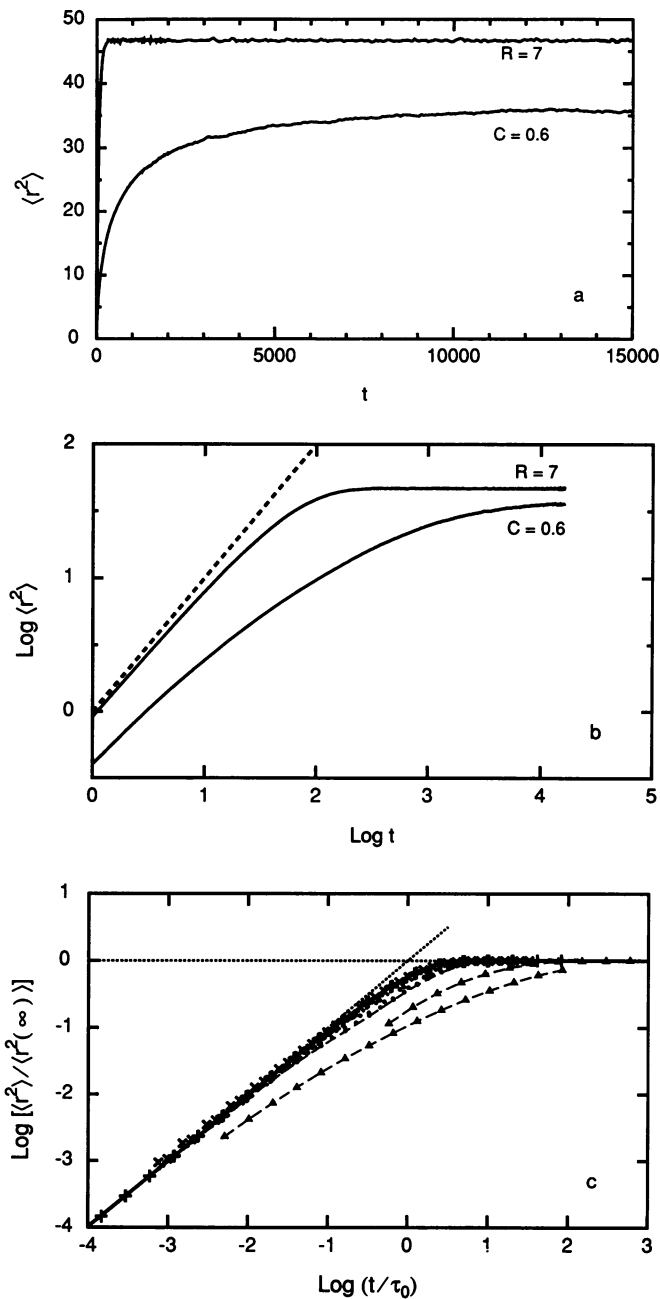 50
40
30
20
10
0
⟨r²⟩
R = 7
C = 0.6
a
0 5000 10000 15000
t
2
1
0
Log ⟨r²⟩
R = 7
C = 0.6
b
0 1 2 3 4 5
Log t
1
0
-1
-2
-3
-4
Log [⟨r²⟩/⟨r²(∞)⟩]
c
-4 -3 -2 -1 0 1 2 3
Log (t/τ₀)